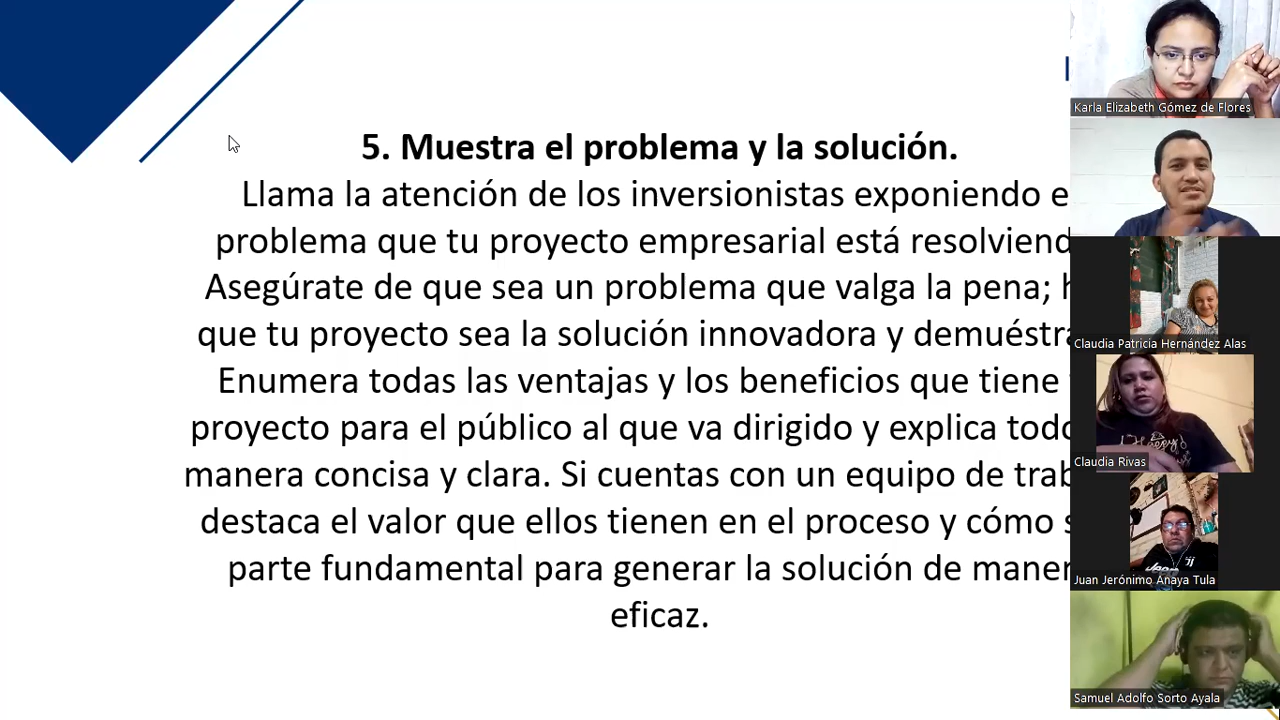 5. Muestra el problema y la solución.
Llama la atención de los inversionistas exponiendo e
problema que tu proyecto empresarial está resolviend
Asegúrate de que sea un problema que valga la pena; h
que tu proyecto sea la solución innovadora y demuéstra
Enumera todas las ventajas y los beneficios que tiene
proyecto para el público al que va dirigido y explica todo
manera concisa y clara. Si cuentas con un equipo de trab
destaca el valor que ellos tienen en el proceso y cómo s
parte fundamental para generar la solución de maner
eficaz.
Karla Elizabeth Gómez de Flores
Claudia Patricia Hernández Alas
Claudia Rivas
Juan Jerónimo Anaya Tula
Samuel Adolfo Sorto Ayala